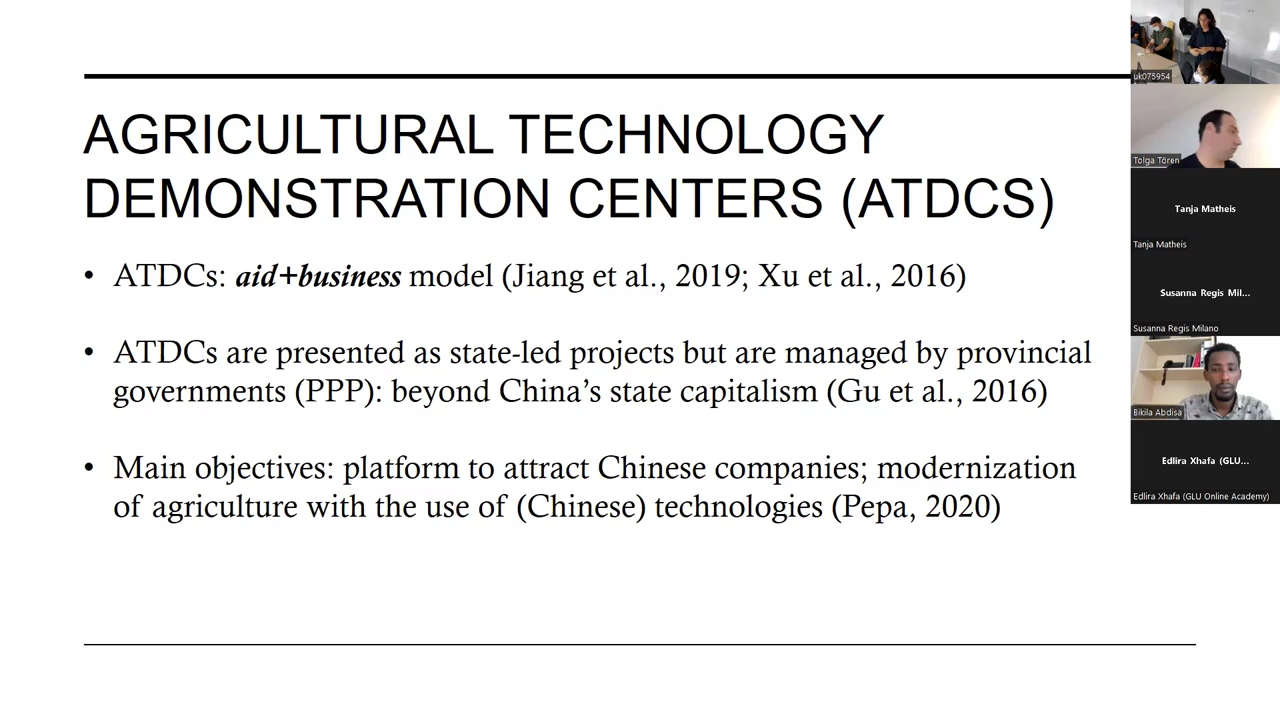 AGRICULTURAL TECHNOLOGY
DEMONSTRATION CENTERS (ATDCS)
• ATDCs: aid+business model (Jiang et al., 2019; Xu et al., 2016)
• ATDCs are presented as state-led projects but are managed by provincial
governments (PPP): beyond China’s state capitalism (Gu et al., 2016)
• Main objectives: platform to attract Chinese companies; modernization
of agriculture with the use of (Chinese) technologies (Pepa, 2020)
uk075954
Tolga Tören
Tanja Matheis
Tanja Matheis
Susanna Regis Mil...
Susanna Regis Milano
Bikila Abdisa
Edlira Xhafa (GLU...
Edlira Xhafa (GLU Online Academy)